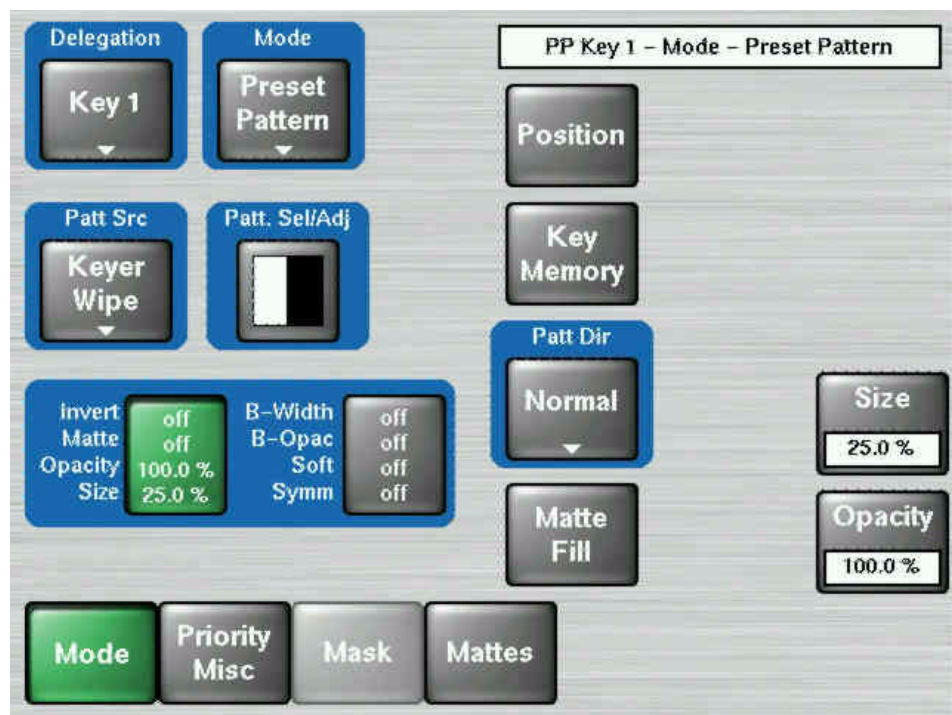 Delegation
Mode
PP Key 1 - Mode - Preset Pattern
Key 1
Preset
Pattern
Position
Patt Src
Patt. Sel/Adj
Keyer
Wipe
Key
Memory
Patt Dir
Normal
Size
25.0 %
Invert off
Matte off
Opacity 100.0 %
Size 25.0 %
B-Width off
B-Opac off
Soft off
Symm off
Matte
Fill
Opacity
100.0 %
Mode
Priority
Misc
Mask
Mattes